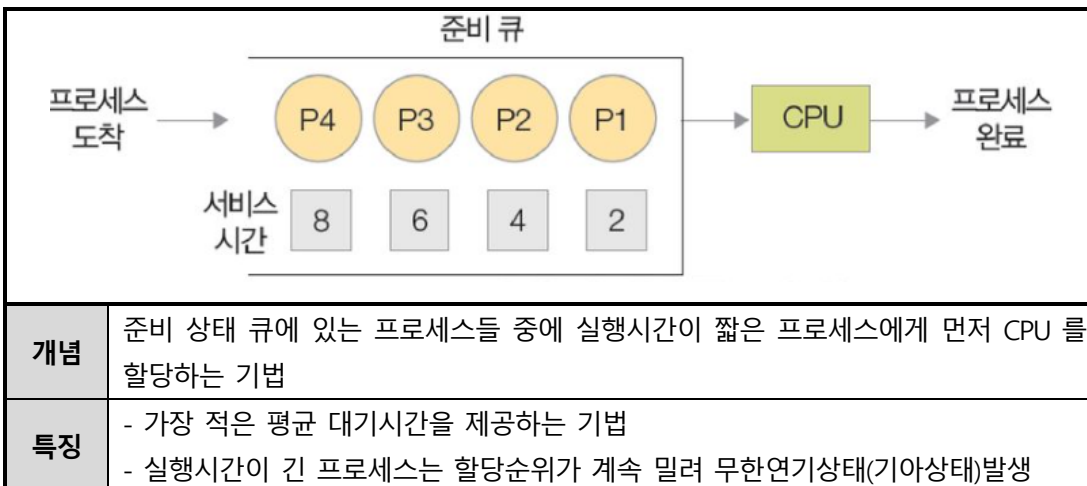 준비 큐
프로세스
도착
P4 P3 P2 P1
CPU
프로세스
완료
서비스
시간
8 6 4 2
개념
준비 상태 큐에 있는 프로세스들 중에 실행시간이 짧은 프로세스에게 먼저 CPU 를
할당하는 기법
특징
- 가장 적은 평균 대기시간을 제공하는 기법
- 실행시간이 긴 프로세스는 할당순위가 계속 밀려 무한연기상태(기아상태)발생